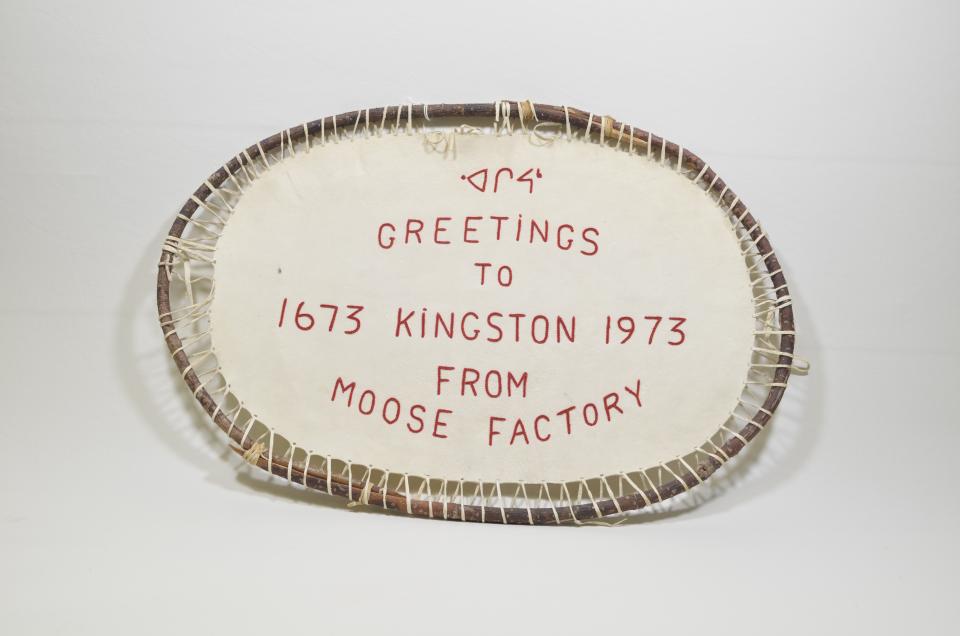 ᐧᐊᒋᔦ
GREETINGS
TO
1673 KINGSTON 1973
FROM
MOOSE FACTORY